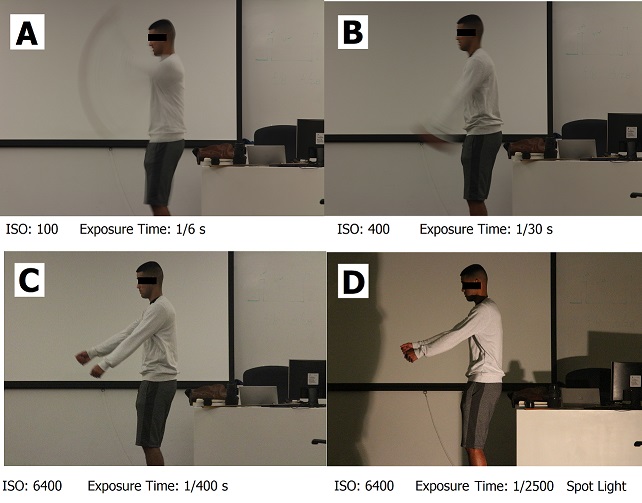 A
B
ISO: 100 Exposure Time: 1/6 s
ISO: 400 Exposure Time: 1/30 s
C
D
ISO: 6400 Exposure Time: 1/400 s
ISO: 6400 Exposure Time: 1/2500 Spot Light